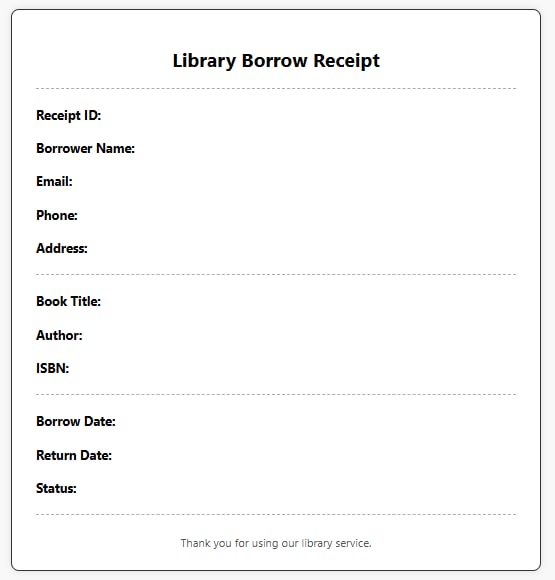 Library Borrow Receipt
Receipt ID:
Borrower Name:
Email:
Phone:
Address:
Book Title:
Author:
ISBN:
Borrow Date:
Return Date:
Status:
Thank you for using our library service.